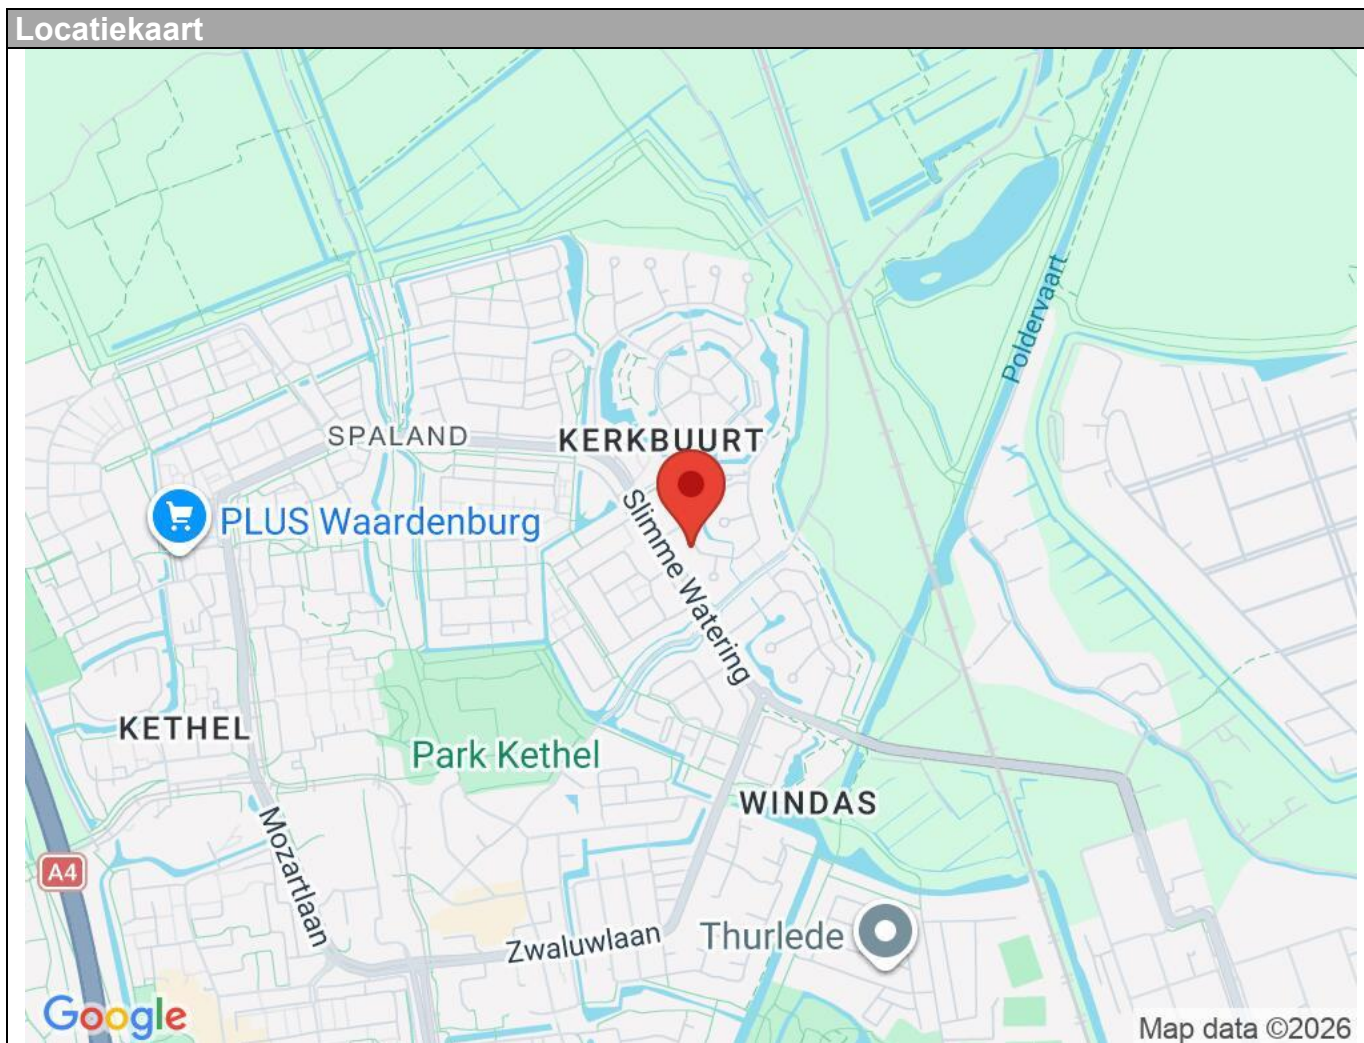 Locatiekaart
Poldervaart
SPALAND
KERKBUURT
PLUS Waardenburg
Slimme Watering
KETHEL
Park Kethel
WINDAS
A4
Mozartlaan
Zwaluwlaan
Thurlede
Google
Map data ©2026